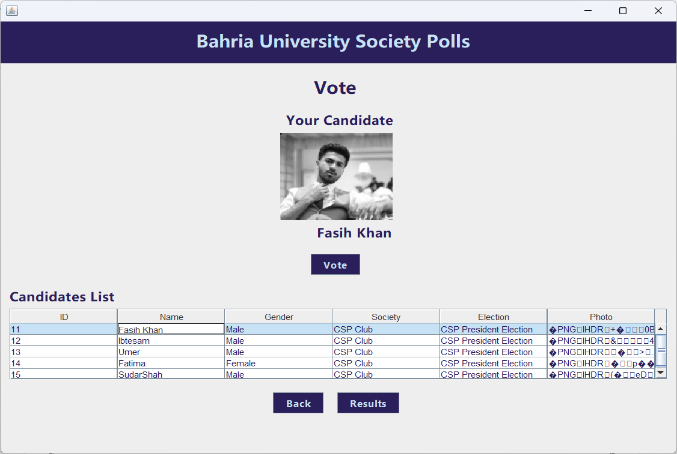 Bahria University Society Polls
Vote
Your Candidate
Fasih Khan
Vote
Candidates List
ID Name Gender Society Election Photo
11 Fasih Khan Male CSP Club CSP President Election �PNG□IHDR□+�□□□0B
12 Ibtesam Male CSP Club CSP President Election �PNG□IHDR□&□□□□□4
13 Umer Male CSP Club CSP President Election �PNG□IHDR□□�□□>□
14 Fatima Female CSP Club CSP President Election �PNG□IHDR□�□□p��
15 SudarShah Male CSP Club CSP President Election �PNG□IHDR□(�□□eD□
Back Results